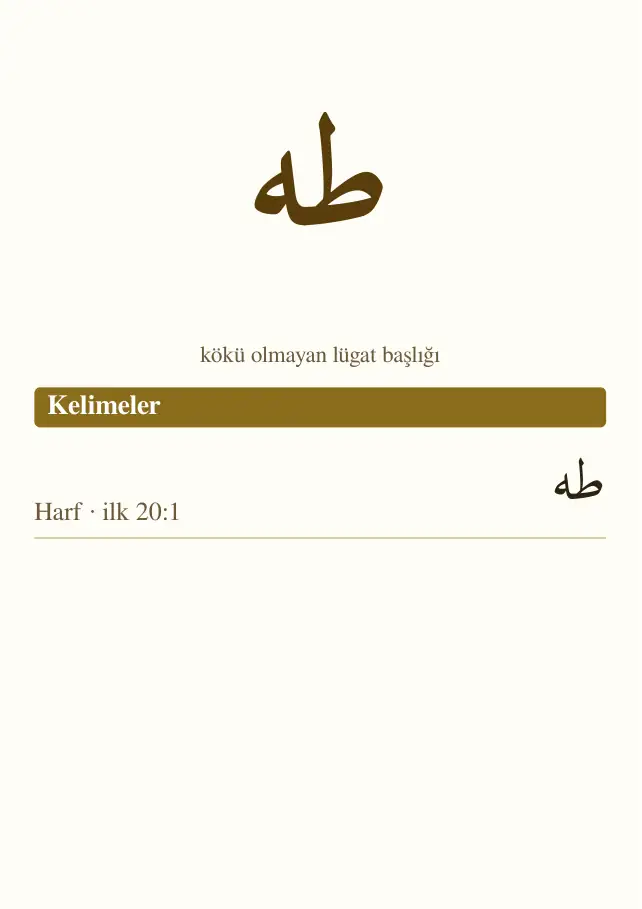 طه
kökü olmayan lügat başlığı
Kelimeler
طه
Harf · ilk 20:1